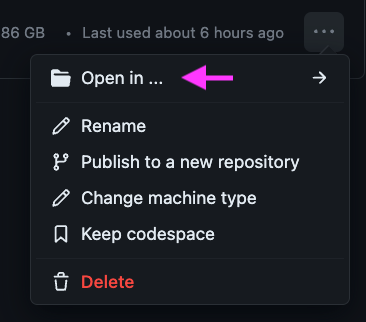 86 GB • Last used about 6 hours ago
Open in ...
Rename
Publish to a new repository
Change machine type
Keep codespace
Delete